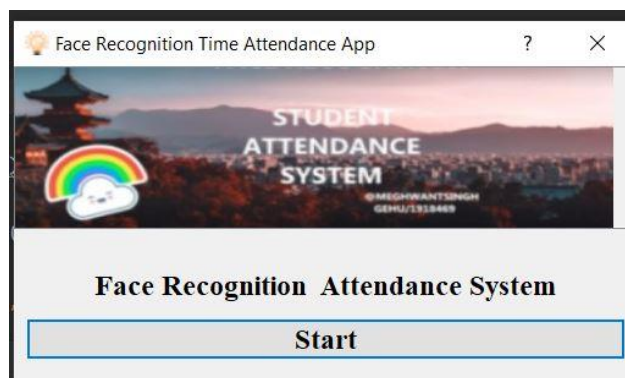 Face Recognition Time Attendance App
STUDENT
ATTENDANCE
SYSTEM
@MEGHWANTSINGH
GEHU/1918469
Face Recognition  Attendance System
Start